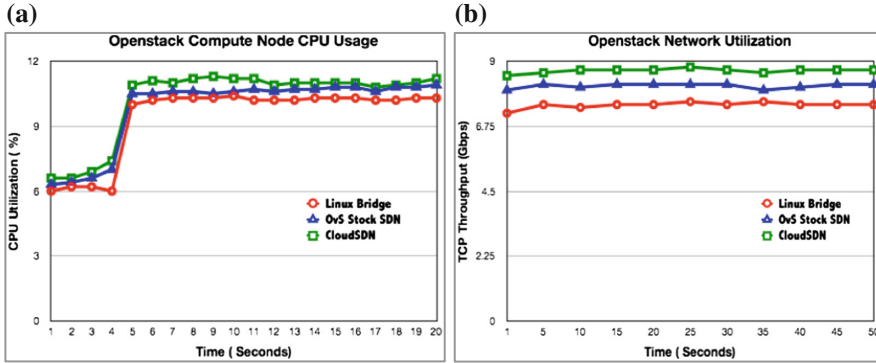 (a)
Openstack Compute Node CPU Usage
12
9
6
3
0
CPU Utilization ( %)
Linux Bridge
OvS Stock SDN
CloudSDN
1 2 3 4 5 6 7 8 9 10 11 12 13 14 15 16 17 18 19 20
Time ( Seconds)
(b)
Openstack Network Utilization
9
6.75
4.5
2.25
0
TCP Throughput (Gbps)
Linux Bridge
OvS Stock SDN
CloudSDN
1 5 10 15 20 25 30 35 40 45 50
Time ( Seconds)